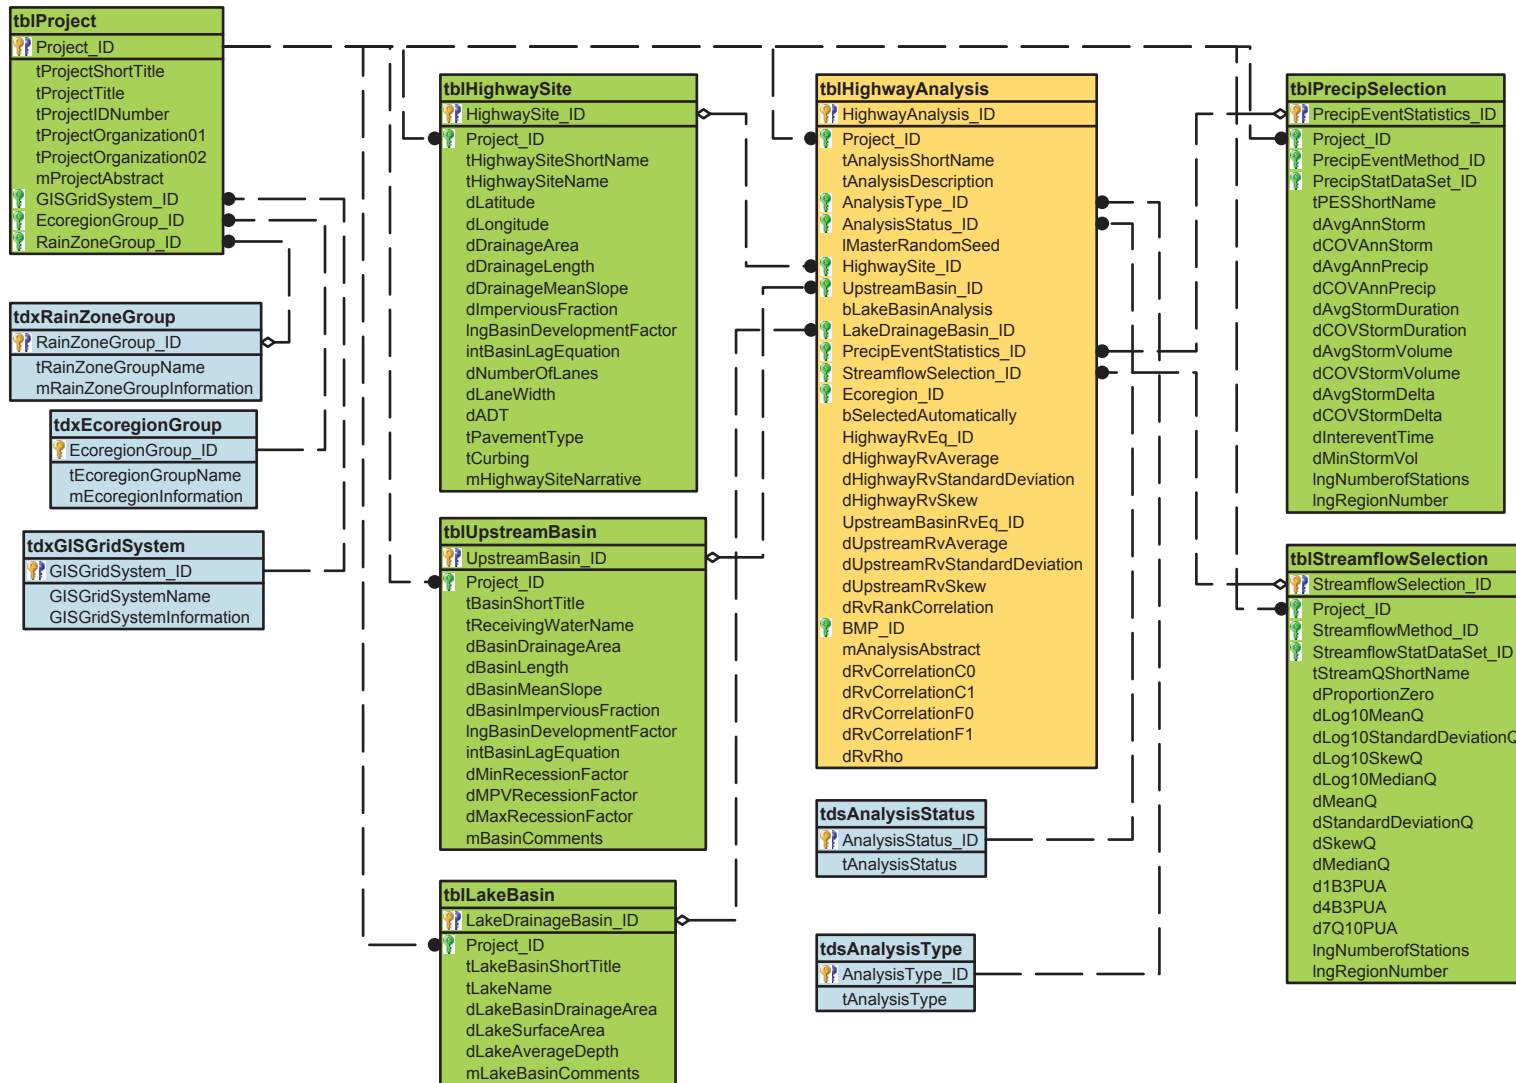 tblProject
Project_ID
tProjectShortTitle
tProjectTitle
tProjectIDNumber
tProjectOrganization01
tProjectOrganization02
mProjectAbstract
GISGridSystem_ID
EcoregionGroup_ID
RainZoneGroup_ID
tdxRainZoneGroup
RainZoneGroup_ID
tRainZoneGroupName
mRainZoneGroupInformation
tdxEcoregionGroup
EcoregionGroup_ID
tEcoregionGroupName
mEcoregionInformation
tdxGISGridSystem
GISGridSystem_ID
GISGridSystemName
GISGridSystemInformation
tblHighwaySite
HighwaySite_ID
Project_ID
tHighwaySiteShortName
tHighwaySiteName
dLatitude
dLongitude
dDrainageArea
dDrainageLength
dDrainageMeanSlope
dImperviousFraction
lngBasinDevelopmentFactor
intBasinLagEquation
dNumberOfLanes
dLaneWidth
dADT
tPavementType
tCurbing
mHighwaySiteNarrative
tblUpstreamBasin
UpstreamBasin_ID
Project_ID
tBasinShortTitle
tReceivingWaterName
dBasinDrainageArea
dBasinLength
dBasinMeanSlope
dBasinImperviousFraction
lngBasinDevelopmentFactor
intBasinLagEquation
dMinRecessionFactor
dMPVRecessionFactor
dMaxRecessionFactor
mBasinComments
tblLakeBasin
LakeDrainageBasin_ID
Project_ID
tLakeBasinShortTitle
tLakeName
dLakeBasinDrainageArea
dLakeSurfaceArea
dLakeAverageDepth
mLakeBasinComments
tblHighwayAnalysis
HighwayAnalysis_ID
Project_ID
tAnalysisShortName
tAnalysisDescription
AnalysisType_ID
AnalysisStatus_ID
lMasterRandomSeed
HighwaySite_ID
UpstreamBasin_ID
bLakeBasinAnalysis
LakeDrainageBasin_ID
PrecipEventStatistics_ID
StreamflowSelection_ID
Ecoregion_ID
bSelectedAutomatically
HighwayRvEq_ID
dHighwayRvAverage
dHighwayRvStandardDeviation
dHighwayRvSkew
UpstreamBasinRvEq_ID
dUpstreamRvAverage
dUpstreamRvStandardDeviation
dUpstreamRvSkew
dRvRankCorrelation
BMP_ID
mAnalysisAbstract
dRvCorrelationC0
dRvCorrelationC1
dRvCorrelationF0
dRvCorrelationF1
dRvRho
tdsAnalysisStatus
AnalysisStatus_ID
tAnalysisStatus
tdsAnalysisType
AnalysisType_ID
tAnalysisType
tblPrecipSelection
PrecipEventStatistics_ID
Project_ID
PrecipEventMethod_ID
PrecipStatDataSet_ID
tPESShortName
dAvgAnnStorm
dCOVAnnStorm
dAvgAnnPrecip
dCOVAnnPrecip
dAvgStormDuration
dCOVStormDuration
dAvgStormVolume
dCOVStormVolume
dAvgStormDelta
dCOVStormDelta
dIntereventTime
dMinStormVol
lngNumberofStations
lngRegionNumber
tblStreamflowSelection
StreamflowSelection_ID
Project_ID
StreamflowMethod_ID
StreamflowStatDataSet_ID
tStreamQShortName
dProportionZero
dLog10MeanQ
dLog10StandardDeviationQ
dLog10SkewQ
dLog10MedianQ
dMeanQ
dStandardDeviationQ
dSkewQ
dMedianQ
d1B3PUA
d4B3PUA
d7Q10PUA
lngNumberofStations
lngRegionNumber